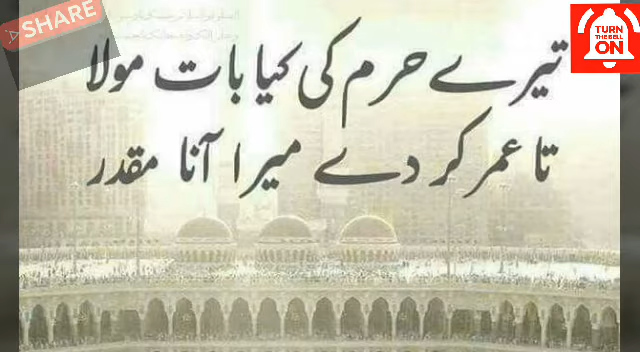 SHARE
TURN
THE BELL
ON
تیرے حرم کی کیا بات مولا
تا عمر کر دے میرا آنا مقدر